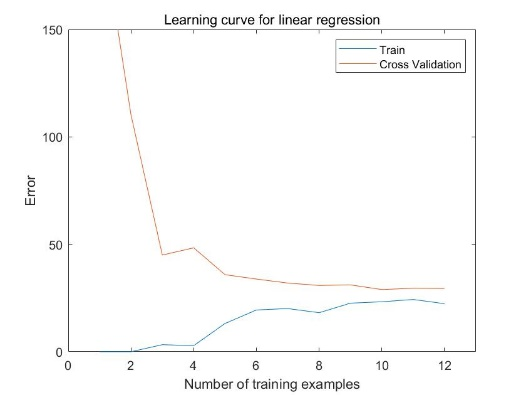 Learning curve for linear regression
150
Train
Cross Validation
100
Error
50
0
0 2 4 6 8 10 12
Number of training examples